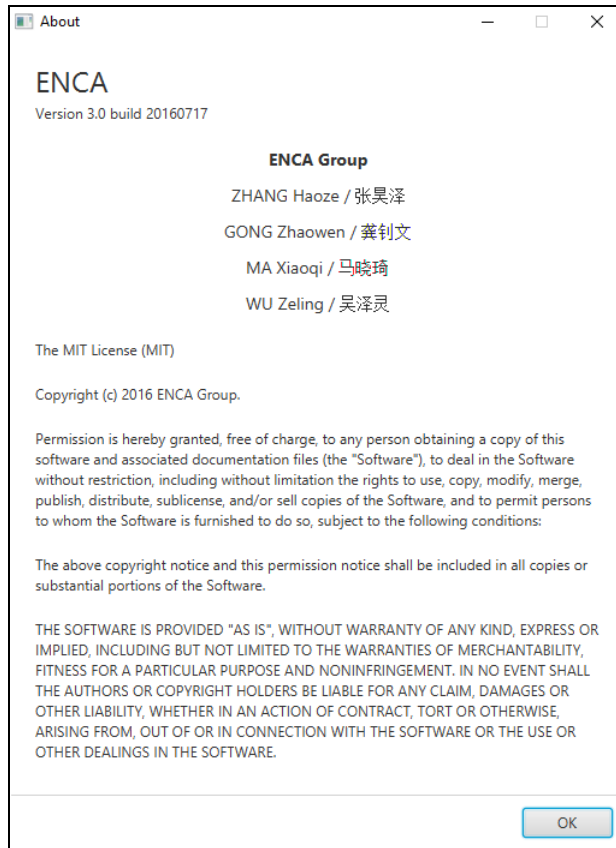 About
ENCA
Version 3.0 build 20160717
ENCA Group
ZHANG Haoze / 张昊泽
GONG Zhaowen / 龚钊文
MA Xiaoqi / 马晓琦
WU Zeling / 吴泽灵
The MIT License (MIT)
Copyright (c) 2016 ENCA Group.
Permission is hereby granted, free of charge, to any person obtaining a copy of this
software and associated documentation files (the "Software"), to deal in the Software
without restriction, including without limitation the rights to use, copy, modify, merge,
publish, distribute, sublicense, and/or sell copies of the Software, and to permit persons
to whom the Software is furnished to do so, subject to the following conditions:
The above copyright notice and this permission notice shall be included in all copies or
substantial portions of the Software.
THE SOFTWARE IS PROVIDED "AS IS", WITHOUT WARRANTY OF ANY KIND, EXPRESS OR
IMPLIED, INCLUDING BUT NOT LIMITED TO THE WARRANTIES OF MERCHANTABILITY,
FITNESS FOR A PARTICULAR PURPOSE AND NONINFRINGEMENT. IN NO EVENT SHALL
THE AUTHORS OR COPYRIGHT HOLDERS BE LIABLE FOR ANY CLAIM, DAMAGES OR
OTHER LIABILITY, WHETHER IN AN ACTION OF CONTRACT, TORT OR OTHERWISE,
ARISING FROM, OUT OF OR IN CONNECTION WITH THE SOFTWARE OR THE USE OR
OTHER DEALINGS IN THE SOFTWARE.
OK